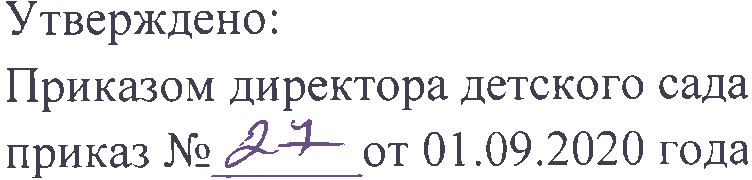 Утверждено:
Приказом директора детского сада
приказ № 27 от 01.09.2020 года